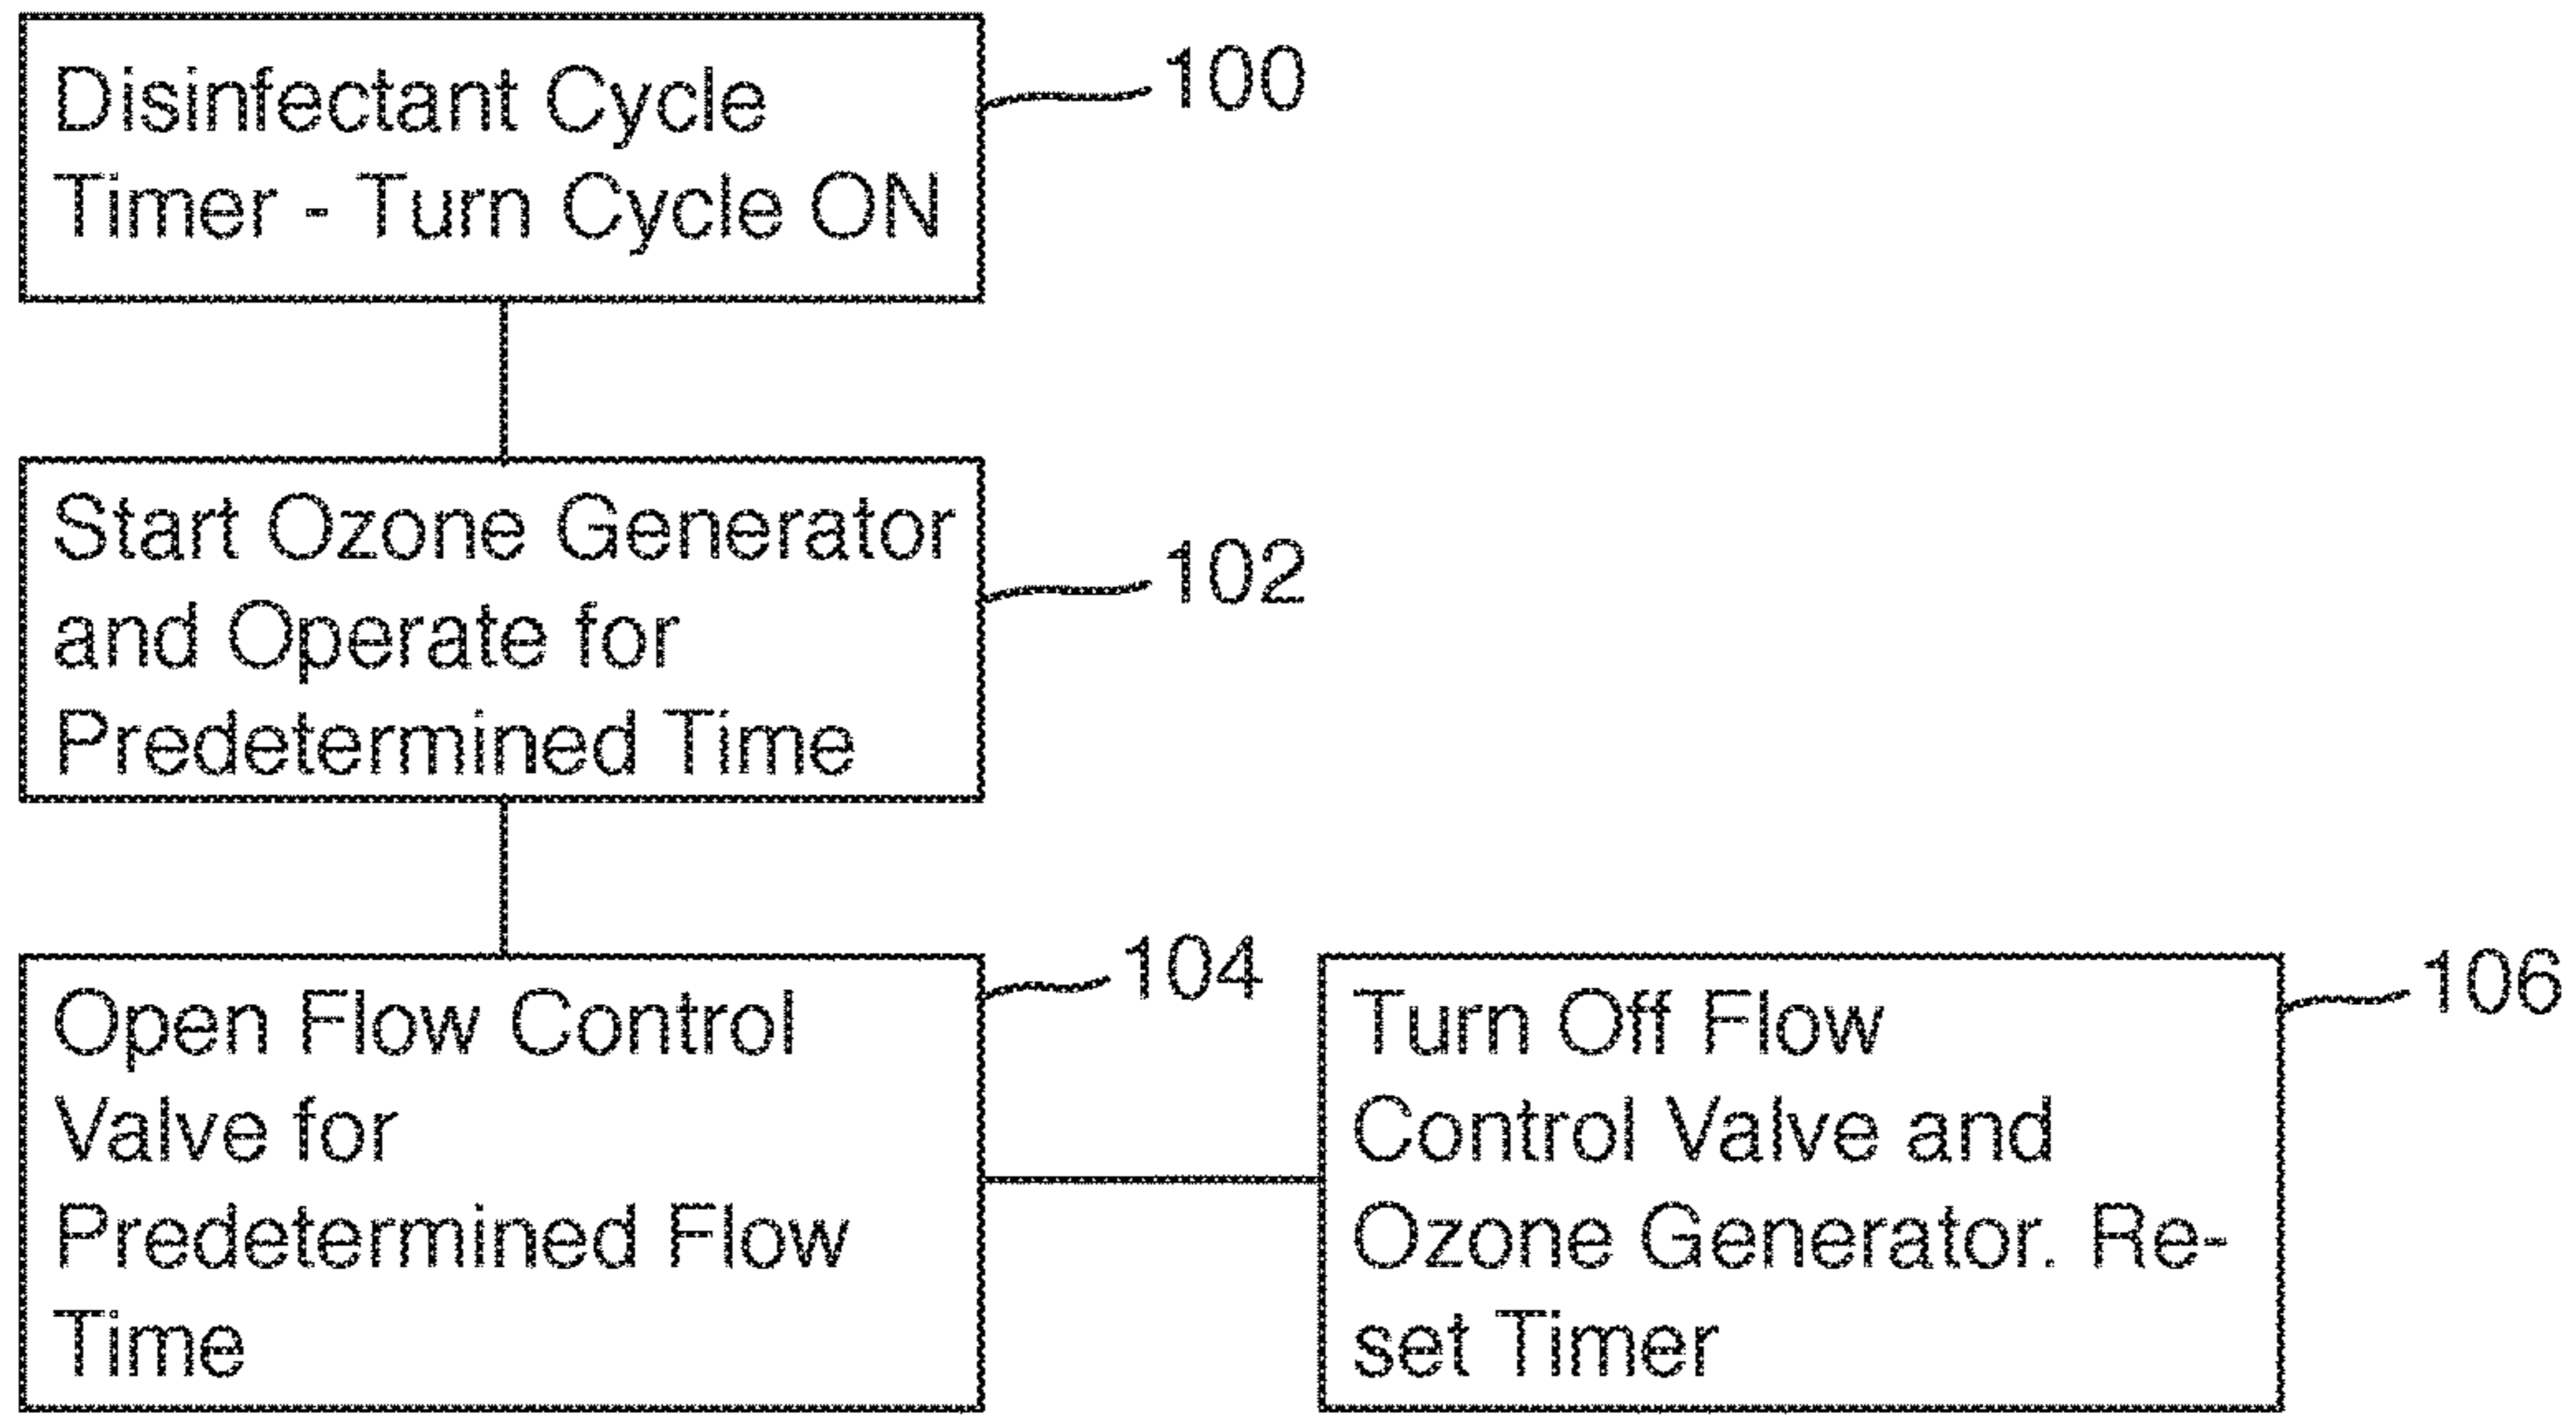 Disinfectant Cycle
Timer - Turn Cycle ON
100
Start Ozone Generator
and Operate for
Predetermined Time
102
Open Flow Control
Valve for
Predetermined Flow
Time
104
Turn Off Flow
Control Valve and
Ozone Generator. Re-
set Timer
106